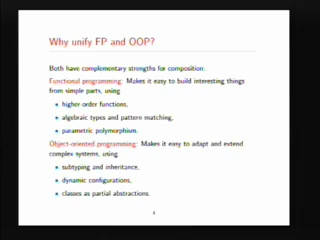 Why unify FP and OOP?
Both have complementary strengths for composition:
Functional programming: Makes it easy to build interesting things
from simple parts, using
• higher-order functions,
• algebraic types and pattern matching,
• parametric polymorphism.
Object-oriented programming: Makes it easy to adapt and extend
complex systems, using
• subtyping and inheritance,
• dynamic configurations,
• classes as partial abstractions.